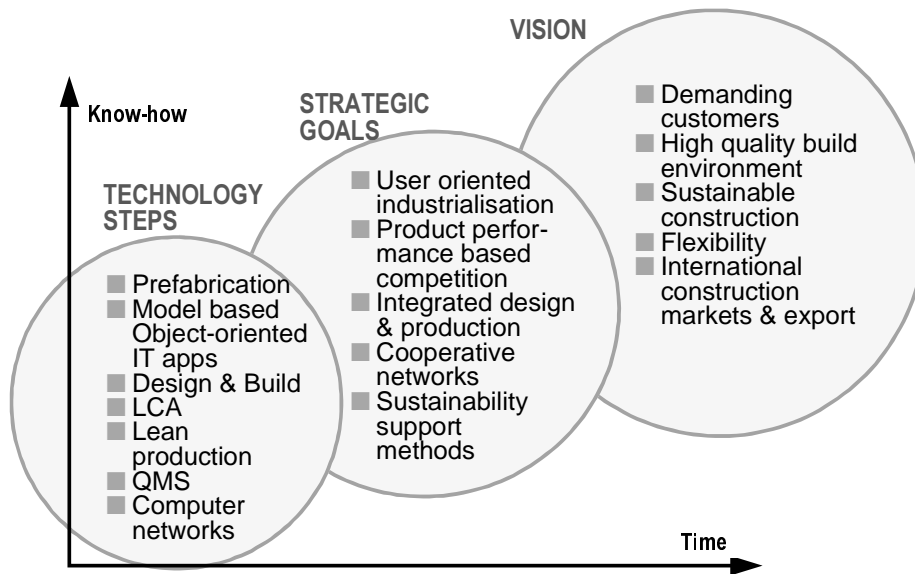 VISION
Know-how
STRATEGIC
GOALS
TECHNOLOGY
STEPS
■ Prefabrication
■ Model based
Object-oriented
IT apps
■ Design & Build
■ LCA
■ Lean
production
■ QMS
■ Computer
networks
■ User oriented
industrialisation
■ Product perfor-
mance based
competition
■ Integrated design
& production
■ Cooperative
networks
■ Sustainability
support
methods
■ Demanding
customers
■ High quality build
environment
■ Sustainable
construction
■ Flexibility
■ International
construction
markets & export
Time